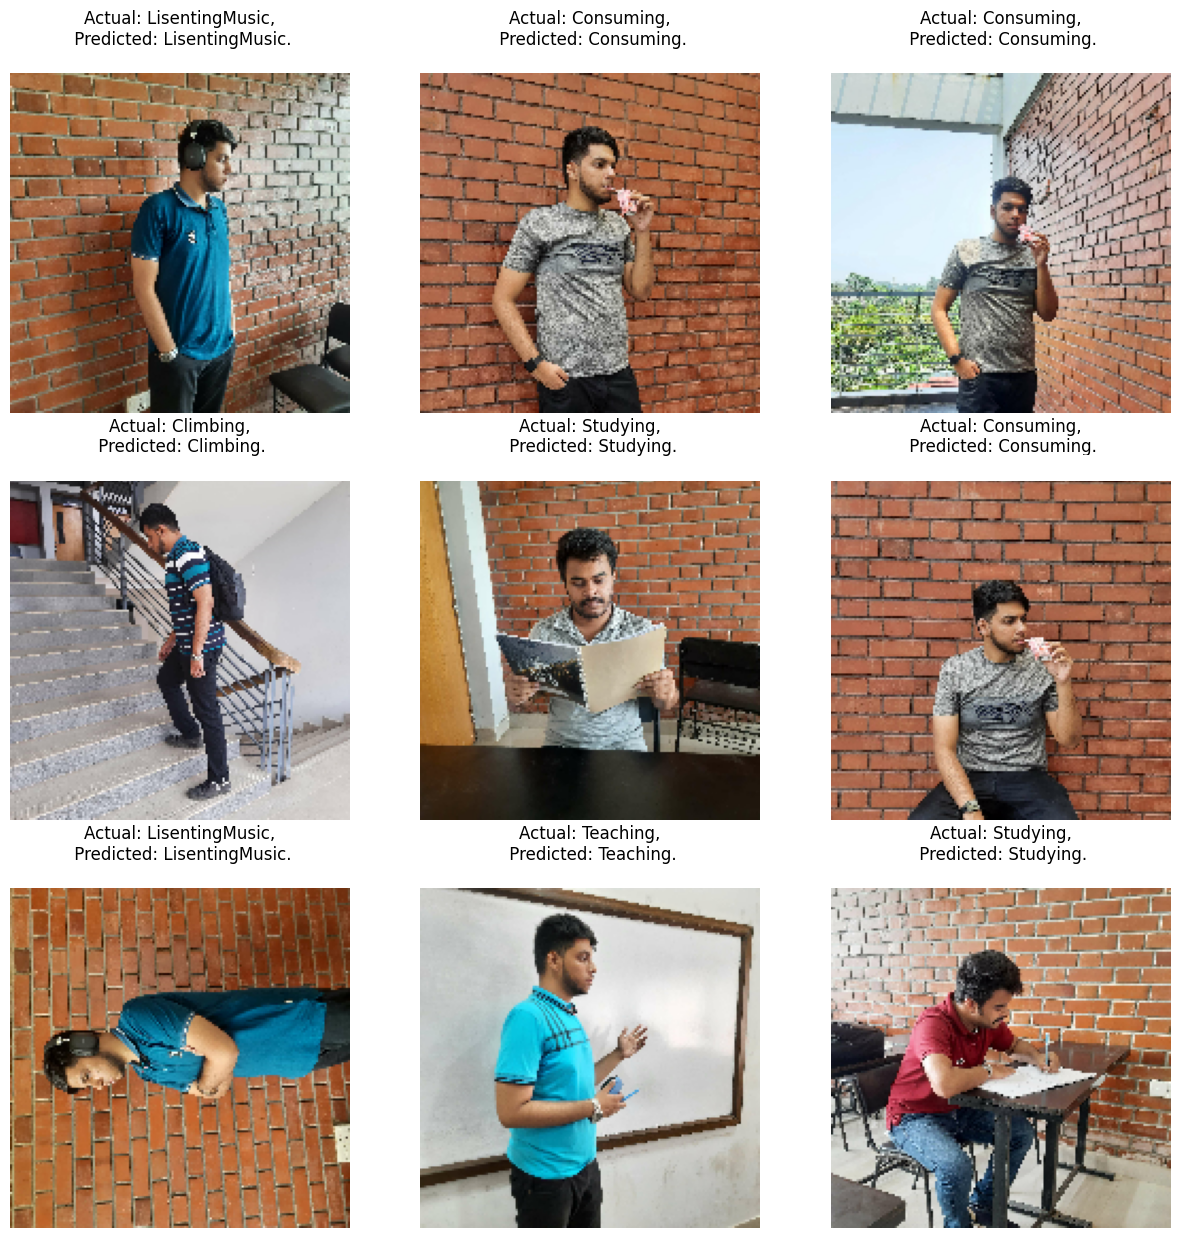 Actual: LisentingMusic,
Predicted: LisentingMusic.
Actual: Consuming,
Predicted: Consuming.
Actual: Consuming,
Predicted: Consuming.
Actual: Climbing,
Predicted: Climbing.
Actual: Studying,
Predicted: Studying.
Actual: Consuming,
Predicted: Consuming.
Actual: LisentingMusic,
Predicted: LisentingMusic.
Actual: Teaching,
Predicted: Teaching.
Actual: Studying,
Predicted: Studying.